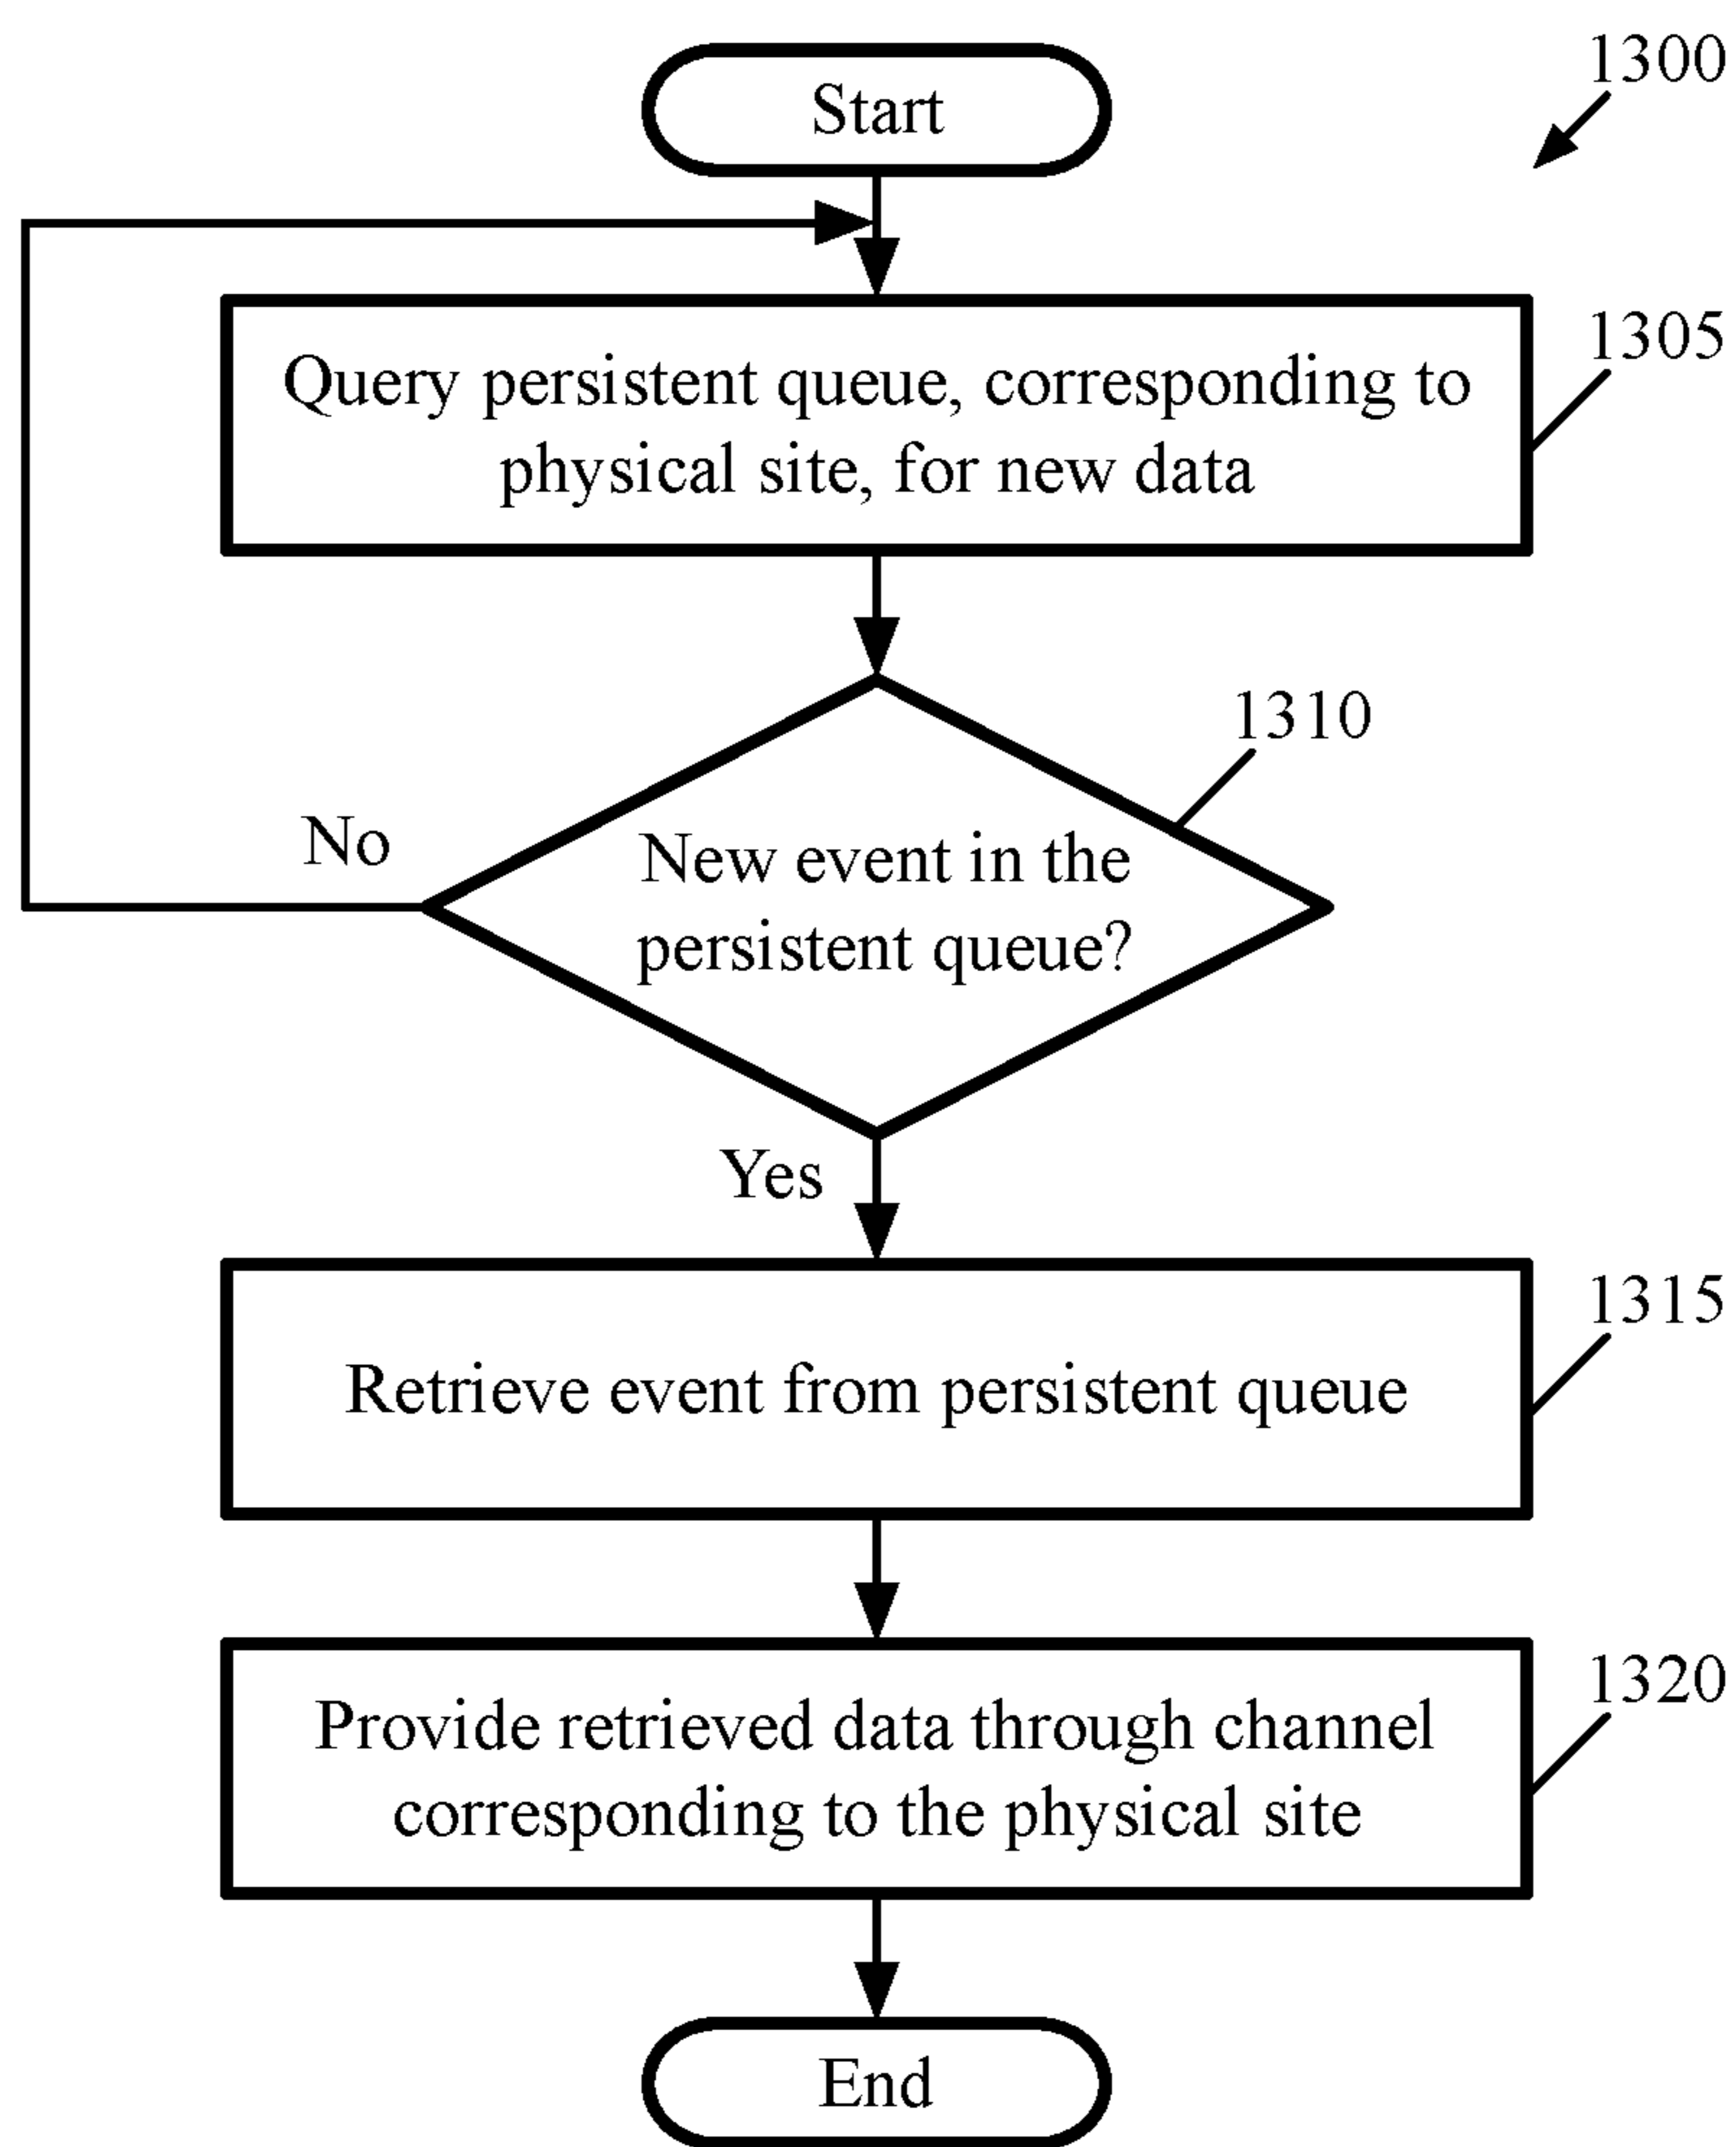 1300
Start
1305
Query persistent queue, corresponding to
physical site, for new data
1310
No
New event in the
persistent queue?
Yes
1315
Retrieve event from persistent queue
1320
Provide retrieved data through channel
corresponding to the physical site
End